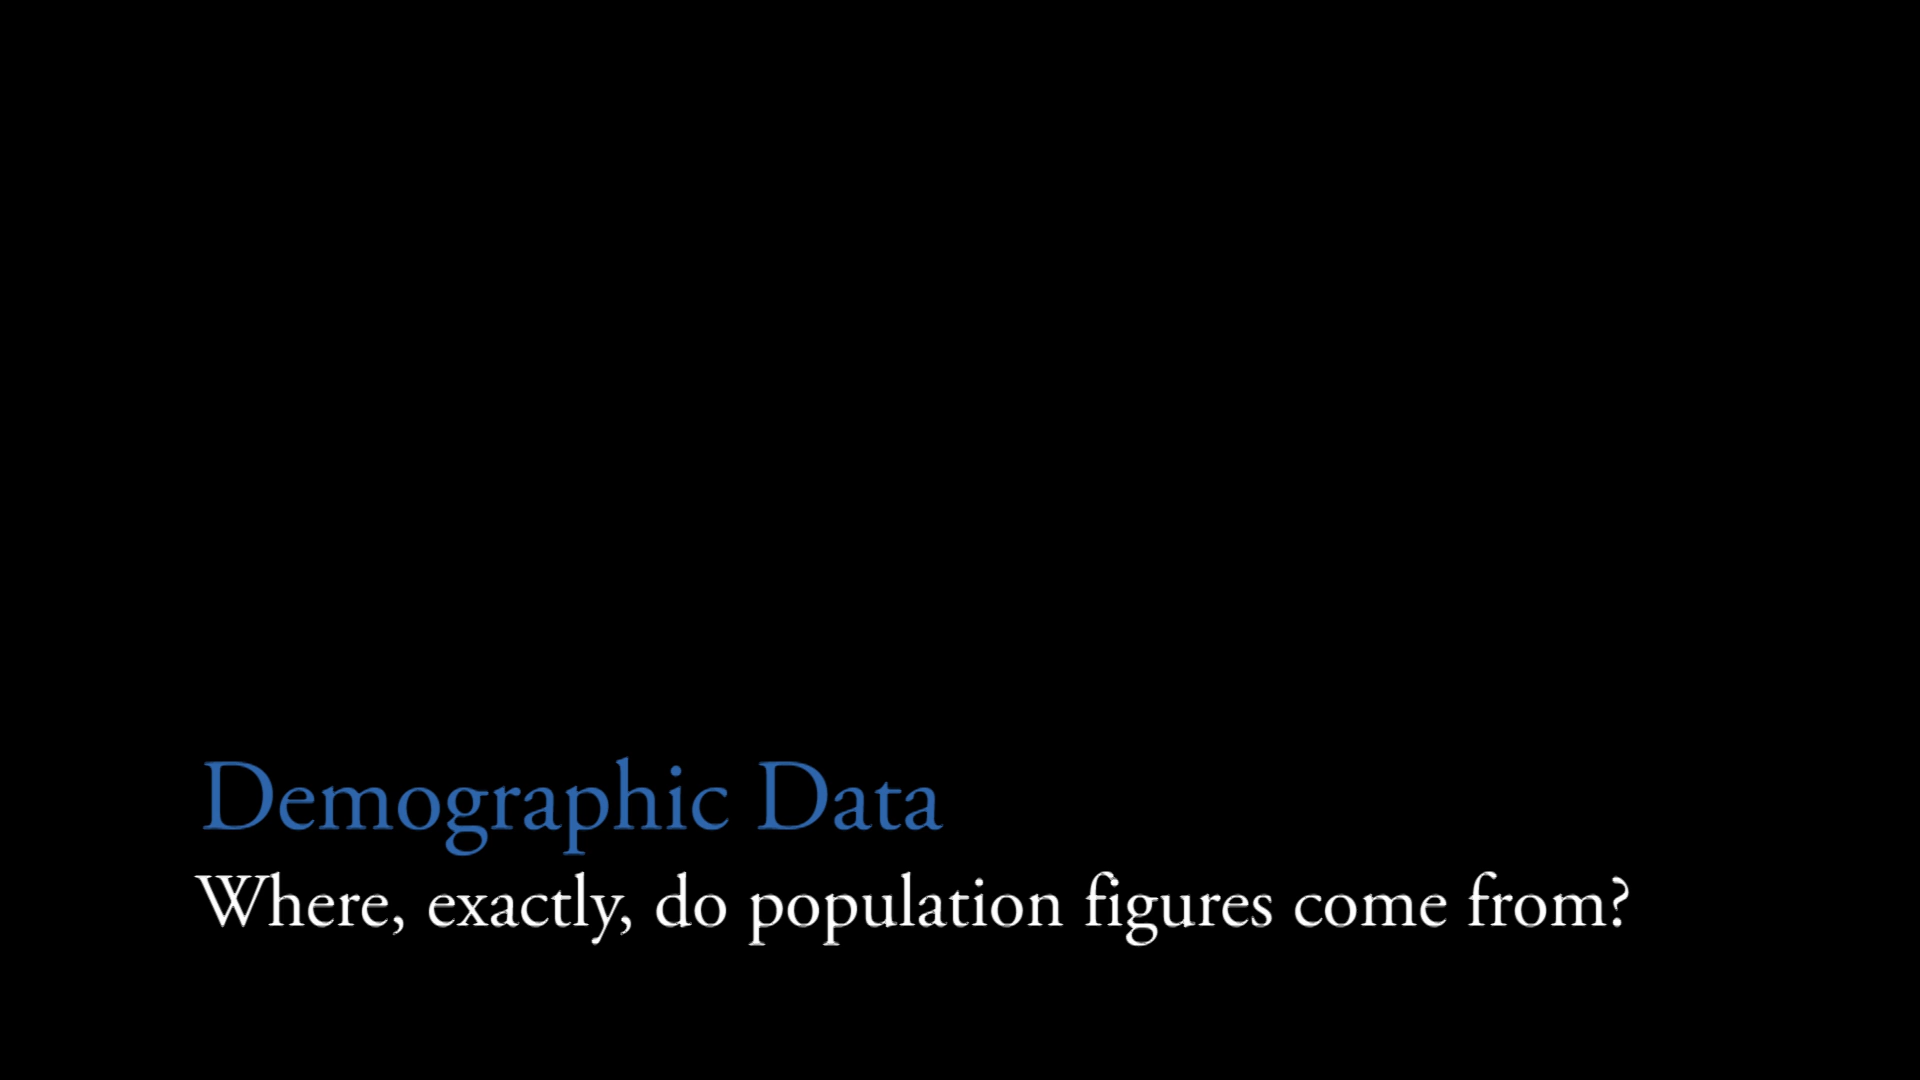 Demographic Data
Where, exactly, do population figures come from?